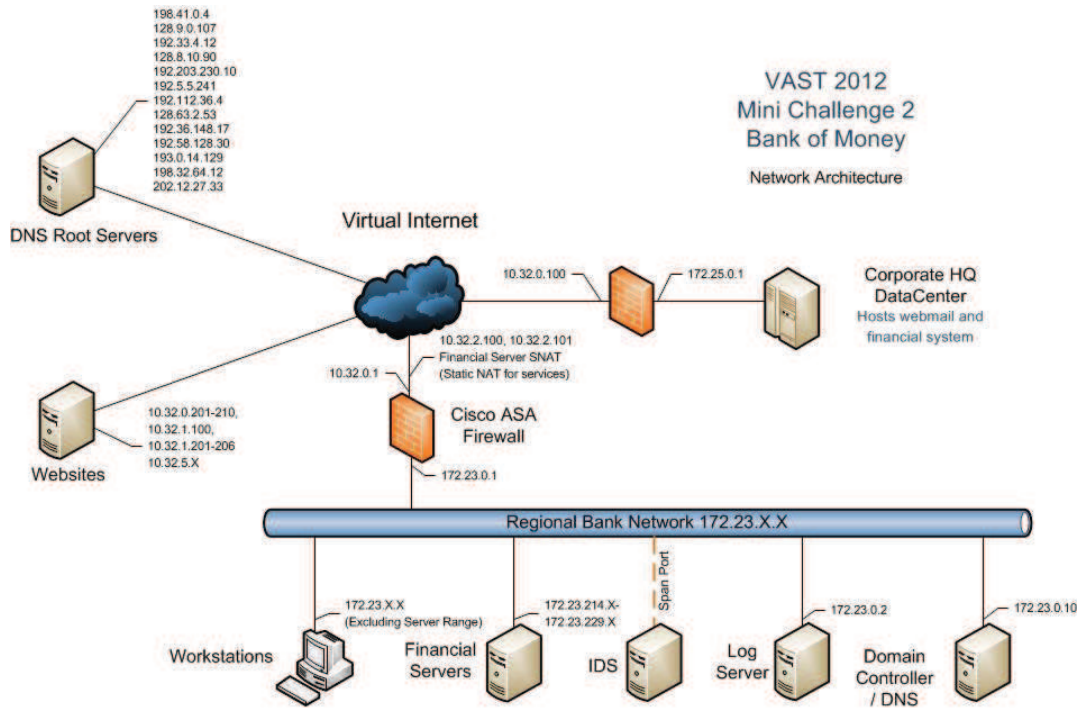 198.41.0.4
128.9.0.107
192.33.4.12
128.8.10.90
192.203.230.10
192.5.5.241
192.112.36.4
128.63.2.53
192.36.148.17
192.58.128.30
193.0.14.129
198.32.64.12
202.12.27.33
VAST 2012
Mini Challenge 2
Bank of Money
Network Architecture
DNS Root Servers
Virtual Internet
10.32.0.100
172.25.0.1
Corporate HQ
DataCenter
Hosts webmail and
financial system
10.32.2.100, 10.32.2.101
Financial Server SNAT
(Static NAT for services)
10.32.0.1
Cisco ASA
Firewall
172.23.0.1
10.32.0.201-210,
10.32.1.100,
10.32.1.201-206
10.32.5.X
Websites
Regional Bank Network 172.23.X.X
Span Port
172.23.X.X
(Excluding Server Range)
Workstations
172.23.214.X-
172.23.229.X
Financial
Servers
IDS
172.23.0.2
Log
Server
172.23.0.10
Domain
Controller
/ DNS